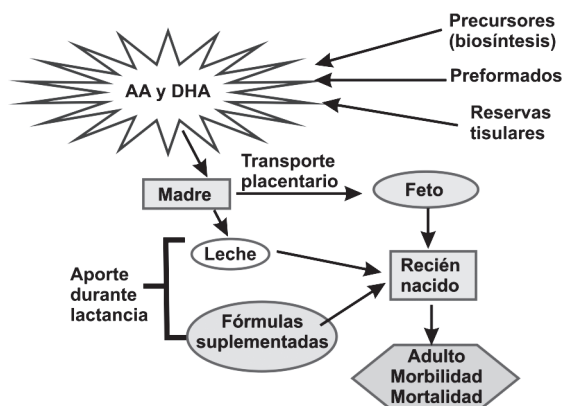 Precursores
(biosíntesis)
Preformados
AA y DHA
Reservas
tisulares
Transporte
placentario
Madre
Feto
Leche
Recién
nacido
Aporte
durante
lactancia
Fórmulas
suplementadas
Adulto
Morbilidad
Mortalidad